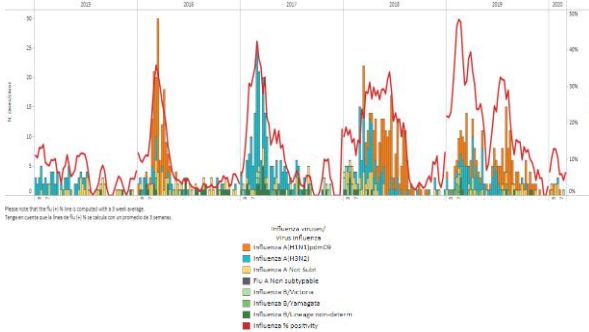 2015 2016 2017 2018 2019 2020
30 50%
25 40%
20
15 30%
10 20%
5 10%
0 0%
Please note that the flu (+) % line is computed with a 3 week average.
Tenga en cuenta que la línea de flu (+) % se calcula con un promedio de 3 semanas.
Influenza viruses/
Virus influenza
Influenza A(H1N1)pdm09
Influenza A(H3N2)
Influenza A Not Subt
Flu A Non subtypable
Influenza B/Victoria
Influenza B/Yamagata
Influenza B/Lineage non-determ
Influenza % positivity